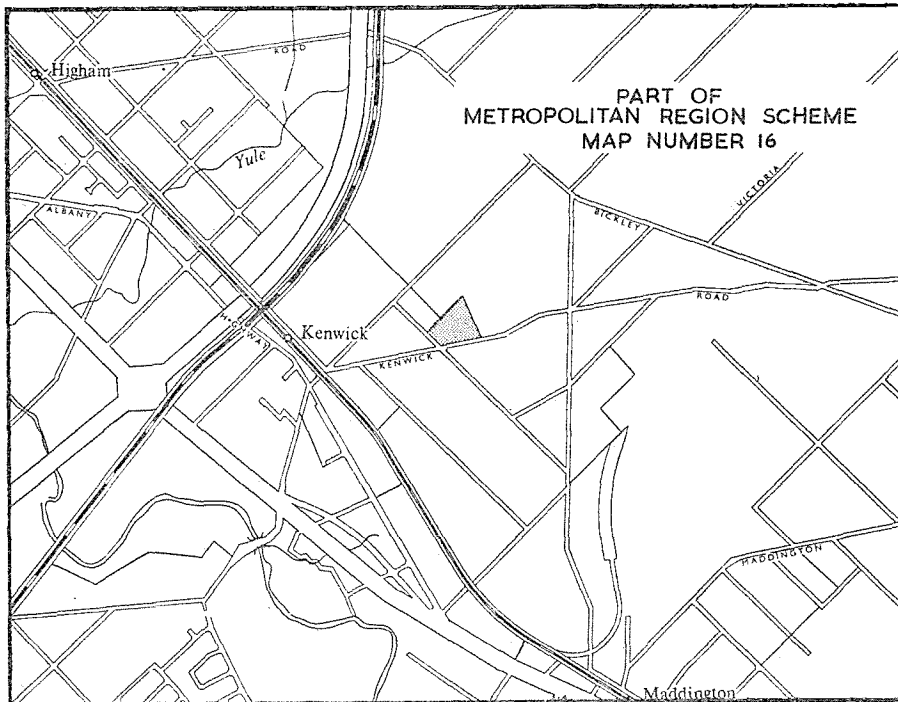 ROAD
Higham
PART OF
METROPOLITAN REGION SCHEME
MAP NUMBER 16
Yule
VICTORIA
ALBANY
BICKLEY
ROAD
HIGHWAY
Kenwick
KENWICK
MADDINGTON
Maddington